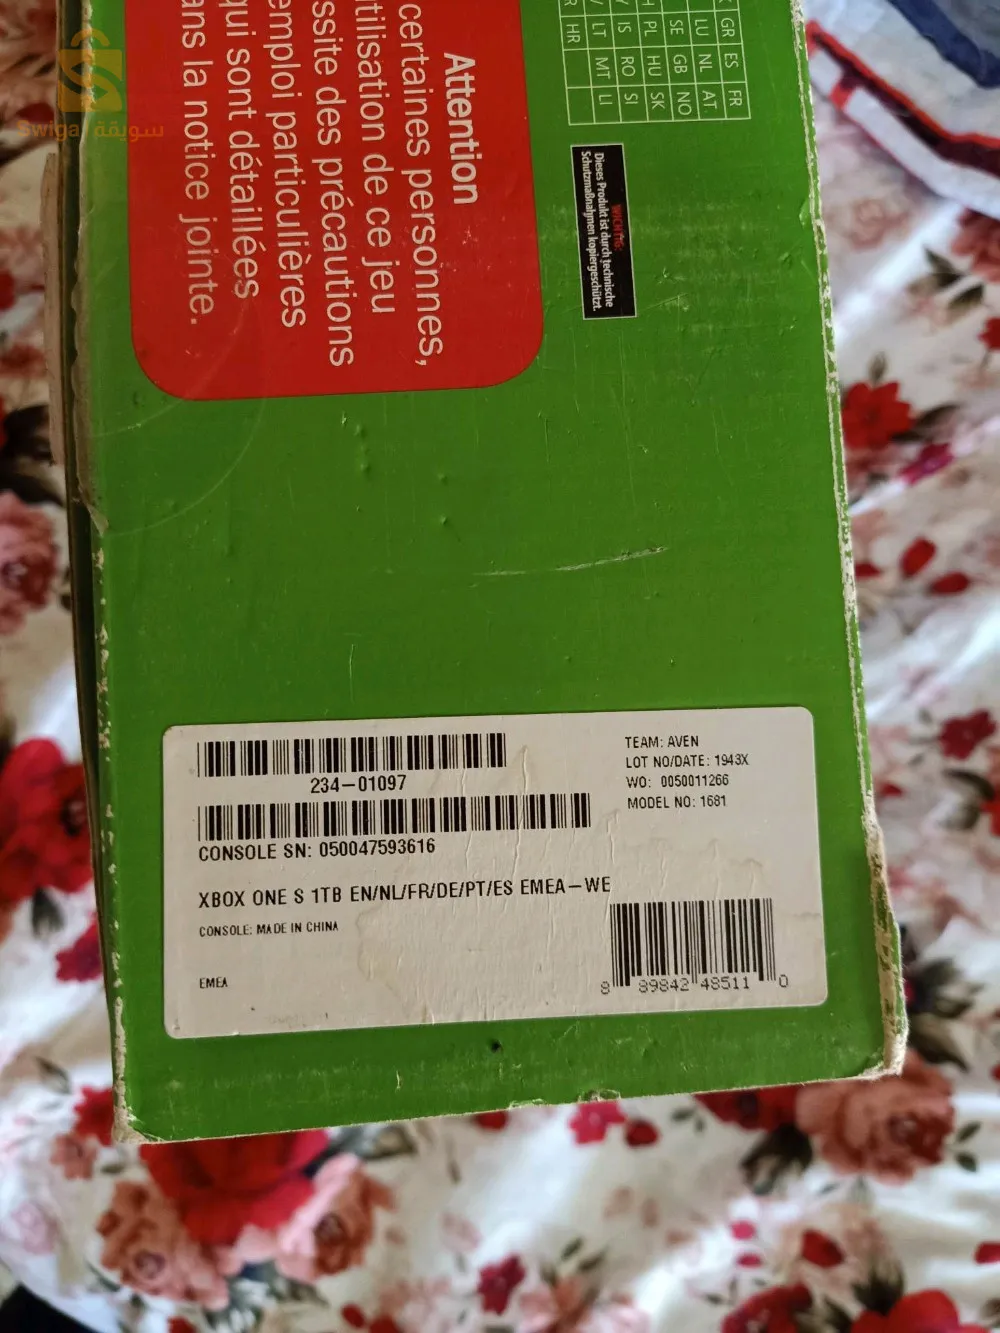 Swiga سويقة
Attention
certaines personnes,
tilisation de ce jeu
ssite des précautions
emploi particulières
qui sont détaillées
ans la notice jointe.
GR ES FR
LU NL AT
SE GB NO
PL HU SK
IS RO SI
LT MT LI
HR
WICHTIG:
Dieses Produkt ist durch technische
Schutzmaßnahmen kopiergeschützt.
234-01097
CONSOLE SN: 050047593616
XBOX ONE S 1TB EN/NL/FR/DE/PT/ES EMEA-WE
CONSOLE: MADE IN CHINA
EMEA
TEAM: AVEN
LOT NO/DATE: 1943X
WO: 0050011266
MODEL NO: 1681
8 89842 48511 0